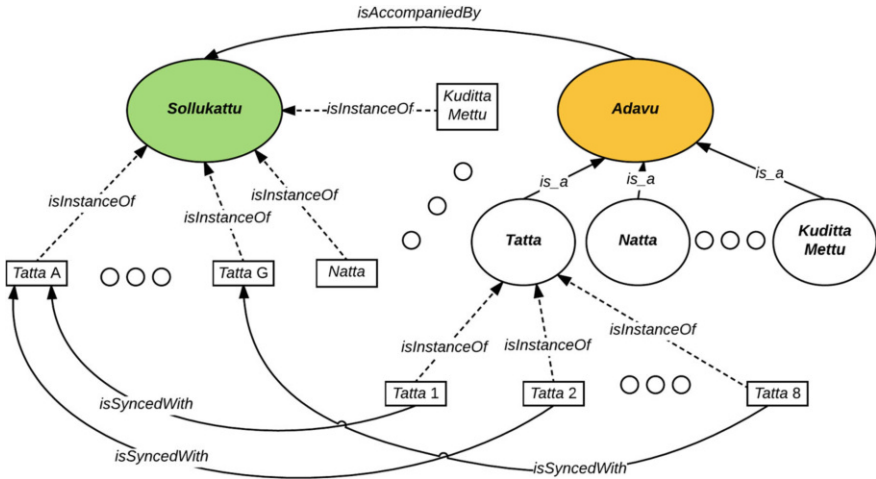 isAccompaniedBy
Sollukattu
isInstanceOf
Kuditta
Mettu
Adavu
is_a
is_a
is_a
isInstanceOf
isInstanceOf
isInstanceOf
Tatta
Natta
Kuditta
Mettu
Tatta A
Tatta G
Natta
isInstanceOf
isInstanceOf
isInstanceOf
Tatta 1
Tatta 2
Tatta 8
isSyncedWith
isSyncedWith
isSyncedWith